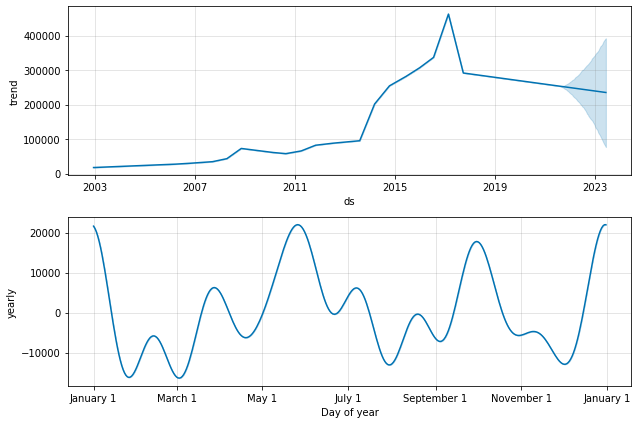 400000
300000
200000
100000
0
trend
2003 2007 2011 2015 2019 2023
ds
20000
10000
0
−10000
yearly
January 1 March 1 May 1 July 1 September 1 November 1 January 1
Day of year